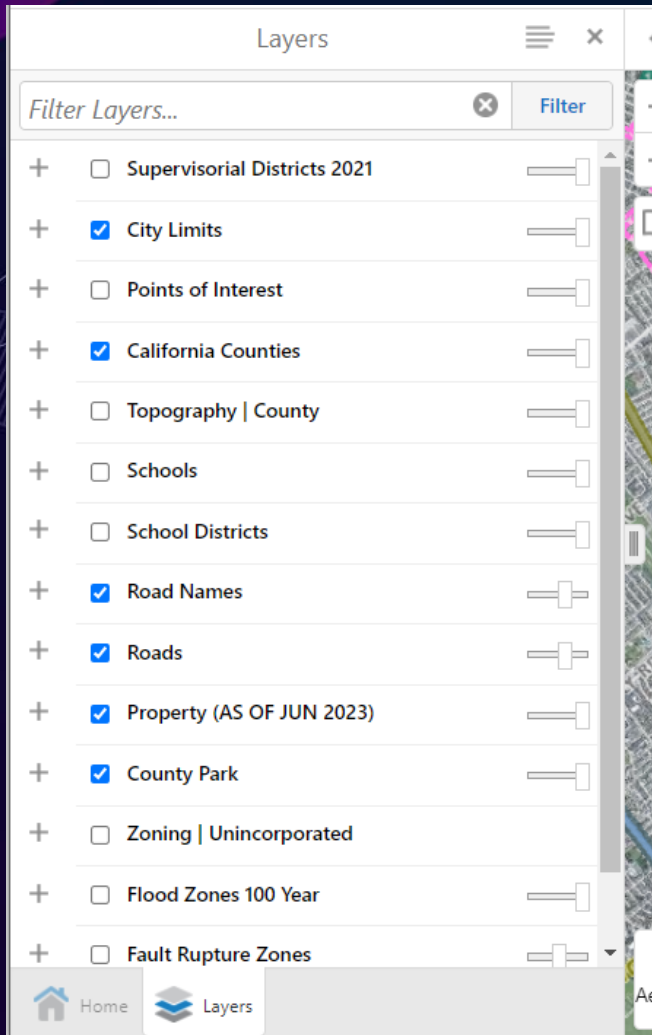 Layers
Filter Layers...
Filter
Supervisorial Districts 2021
City Limits
Points of Interest
California Counties
Topography | County
Schools
School Districts
Road Names
Roads
Property (AS OF JUN 2023)
County Park
Zoning | Unincorporated
Flood Zones 100 Year
Fault Rupture Zones
Home
Layers